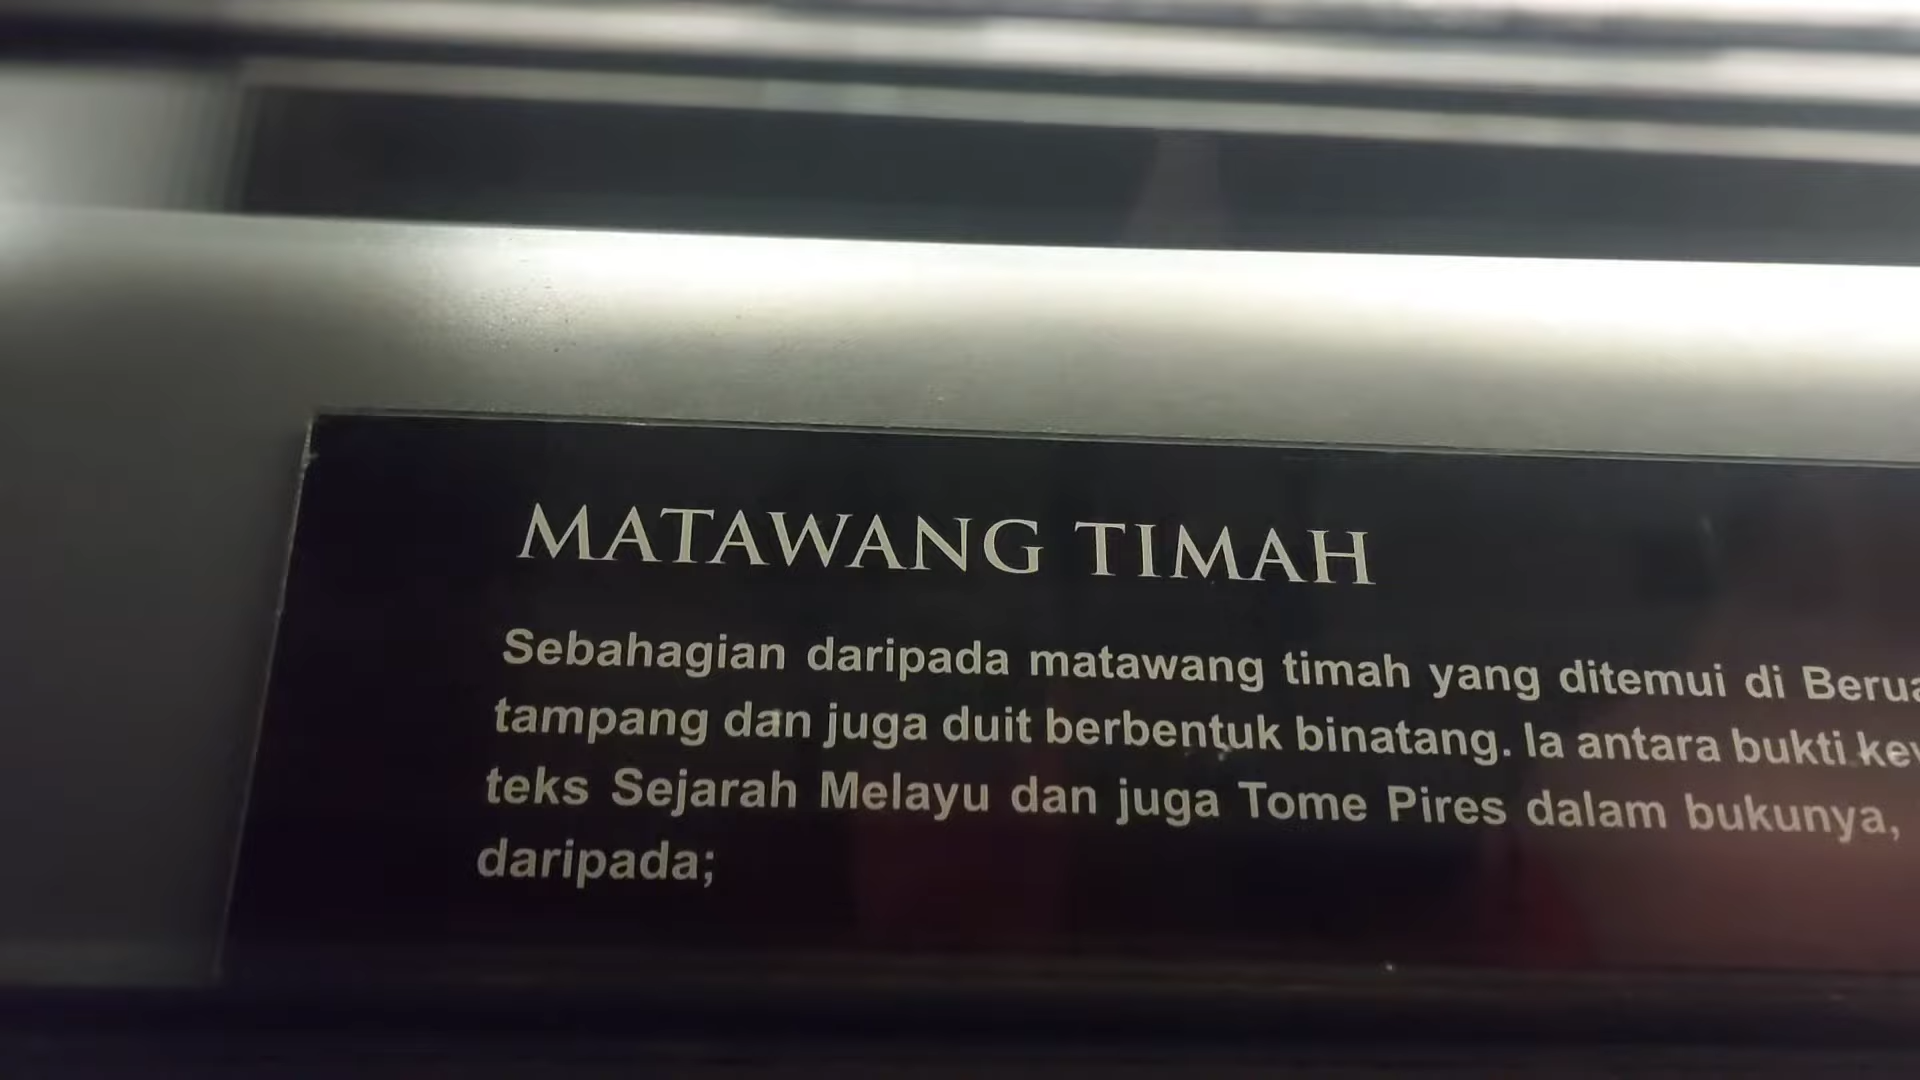 MATAWANG TIMAH
Sebahagian daripada matawang timah yang ditemui di
tampang dan juga duit berbentuk binatang. Ia antara bukti
teks Sejarah Melayu dan juga Tome Pires dalam bukunya,
daripada;